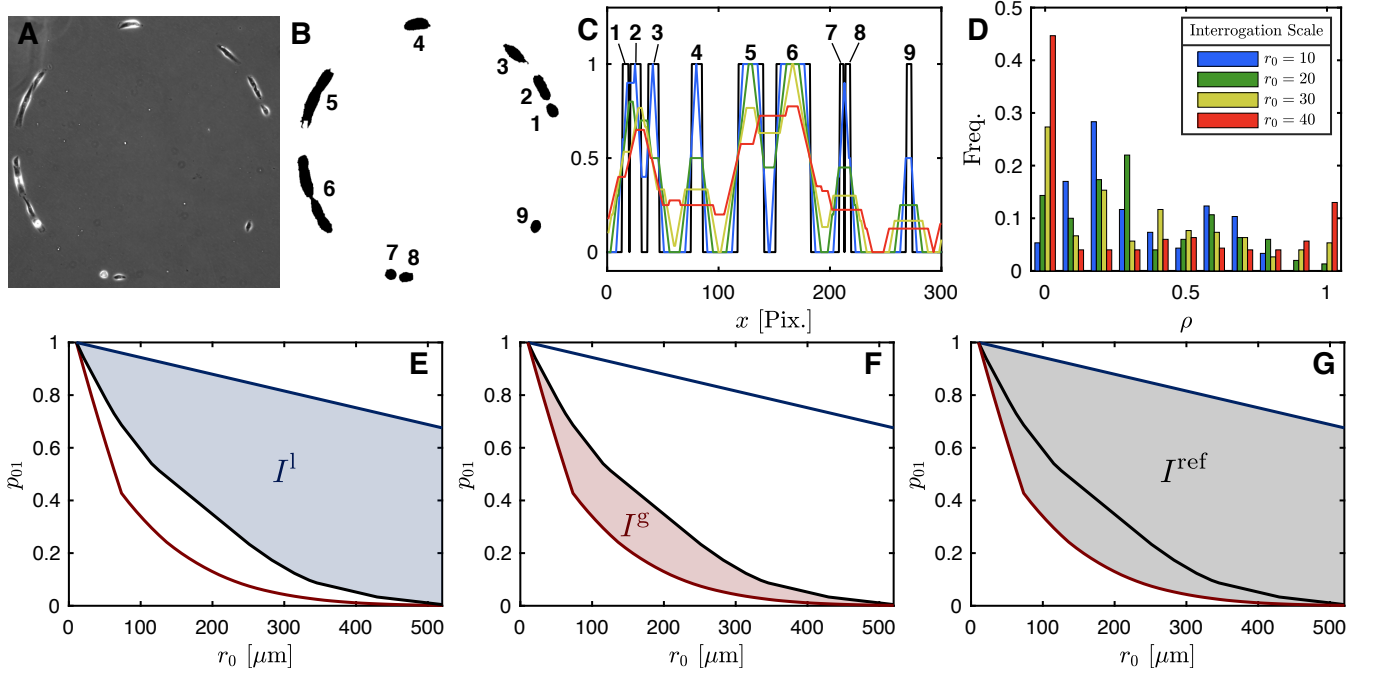 A
B
4
3
2
1
5
6
9
7
8
C
1 2 3 4 5 6 7 8 9
1
0.5
0
0 100 200 300
x [Pix.]
D
Interrogation Scale
r₀ = 10
r₀ = 20
r₀ = 30
r₀ = 40
Freq.
0.5
0.4
0.3
0.2
0.1
0
0 0.5 1
ρ
E
p₀₁
1
0.8
0.6
0.4
0.2
0
Iˡ
0 100 200 300 400 500
r₀ [μm]
F
p₀₁
1
0.8
0.6
0.4
0.2
0
Iᵍ
0 100 200 300 400 500
r₀ [μm]
G
p₀₁
1
0.8
0.6
0.4
0.2
0
Iʳᵉᶠ
0 100 200 300 400 500
r₀ [μm]